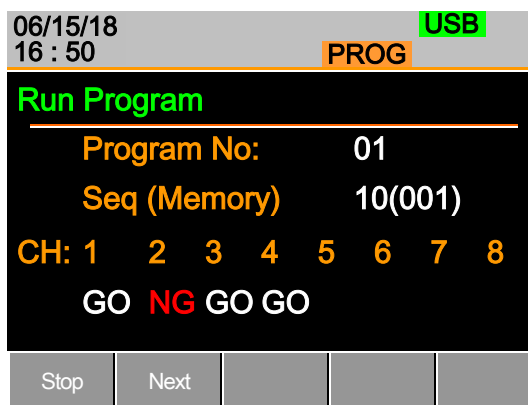 06/15/18 USB
16 : 50 PROG
Run Program
Program No: 01
Seq (Memory) 10(001)
CH: 1 2 3 4 5 6 7 8
GO NG GO GO
Stop Next